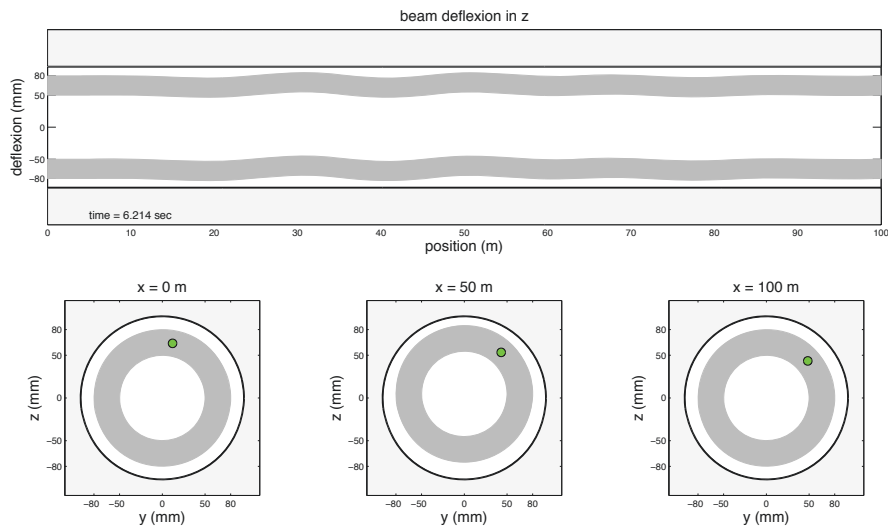 beam deflexion in z
deflexion (mm)
80
50
0
−50
−80
time = 6.214 sec
0 10 20 30 40 50 60 70 80 90 100
position (m)
x = 0 m
z (mm)
80
50
0
−50
−80
−80 −50 0 50 80
y (mm)
x = 50 m
z (mm)
80
50
0
−50
−80
−80 −50 0 50 80
y (mm)
x = 100 m
z (mm)
80
50
0
−50
−80
−80 −50 0 50 80
y (mm)